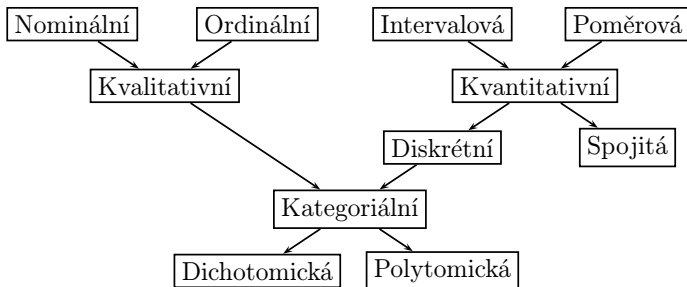 Nominální
Ordinální
Intervalová
Poměrová
Kvalitativní
Kvantitativní
Diskrétní
Spojitá
Kategoriální
Dichotomická
Polytomická